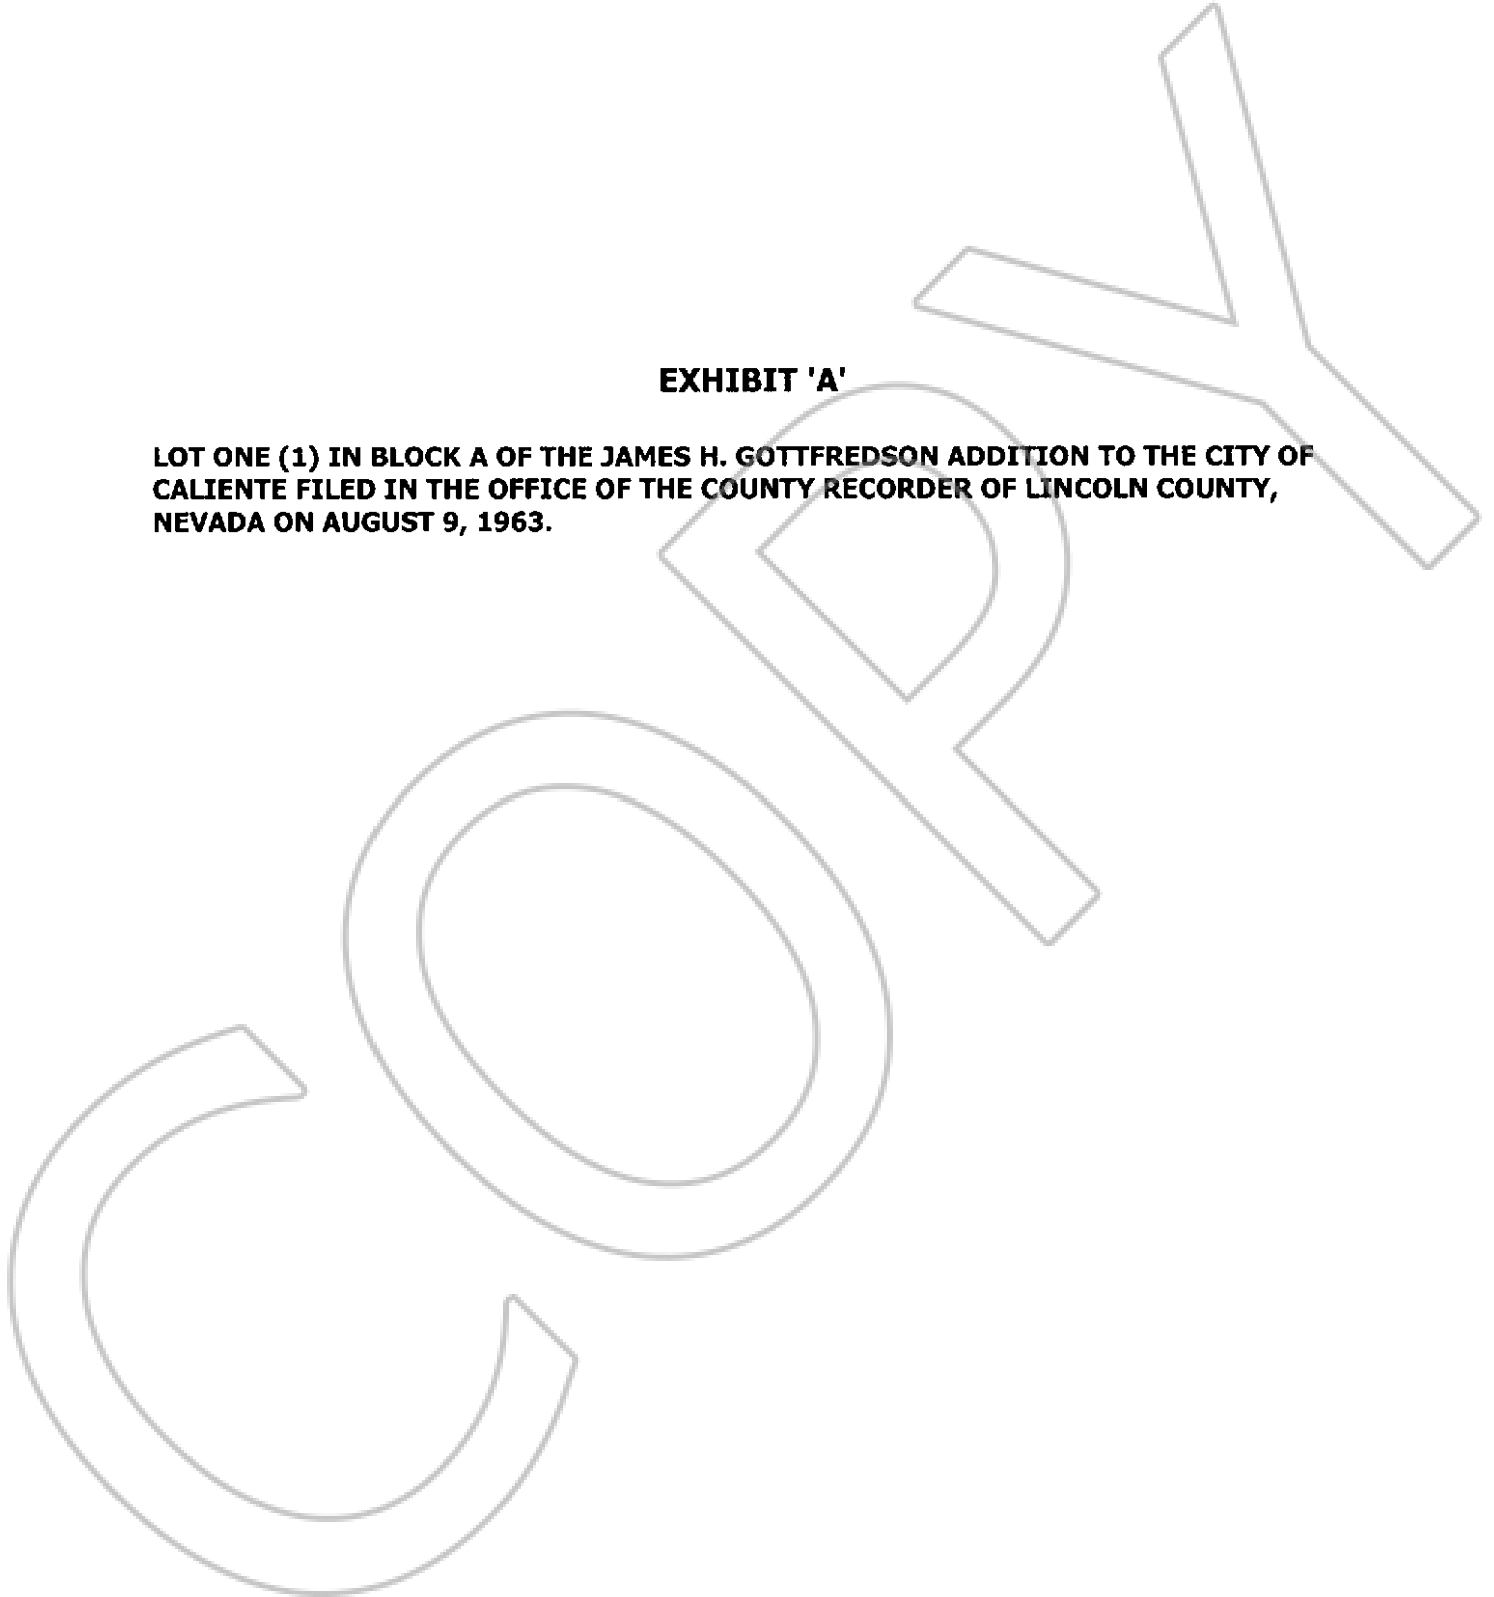 EXHIBIT 'A'
LOT ONE (1) IN BLOCK A OF THE JAMES H. GOTTFREDSON ADDITION TO THE CITY OF
CALIENTE FILED IN THE OFFICE OF THE COUNTY RECORDER OF LINCOLN COUNTY,
NEVADA ON AUGUST 9, 1963.
COPY